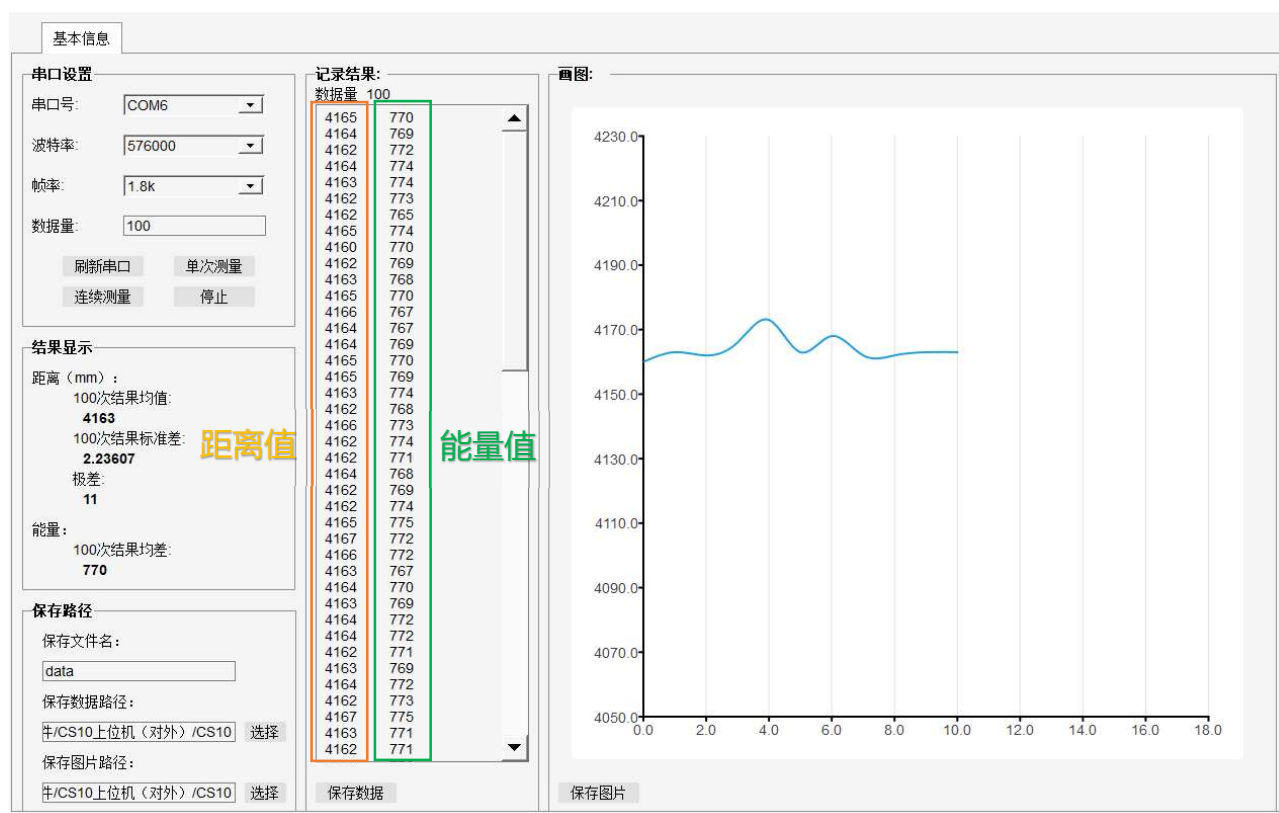 基本信息
串口设置
串口号:
COM6
波特率:
576000
帧率:
1.8k
数据量:
100
刷新串口
单次测量
连续测量
停止
结果显示
距离（mm）:
100次结果均值:
4163
100次结果标准差:
2.23607
极差:
11
能量:
100次结果均差:
770
保存路径
保存文件名:
data
保存数据路径:
牛/CS10上位机（对外）/CS10
选择
保存图片路径:
牛/CS10上位机（对外）/CS10
选择
记录结果:
数据量 100
4165 770
4164 769
4162 772
4164 774
4163 774
4162 773
4162 765
4165 774
4160 770
4162 769
4163 768
4165 770
4166 767
4164 767
4164 769
4165 770
4165 769
4163 774
4162 768
4166 773
4162 774
4162 771
4164 768
4162 769
4162 774
4165 775
4167 772
4166 772
4163 767
4164 770
4163 769
4164 772
4164 772
4162 771
4163 769
4164 772
4162 773
4167 775
4163 771
4162 771
距离值
能量值
保存数据
画图:
4230.0
4210.0
4190.0
4170.0
4150.0
4130.0
4110.0
4090.0
4070.0
4050.0
0.0 2.0 4.0 6.0 8.0 10.0 12.0 14.0 16.0 18.0
保存图片